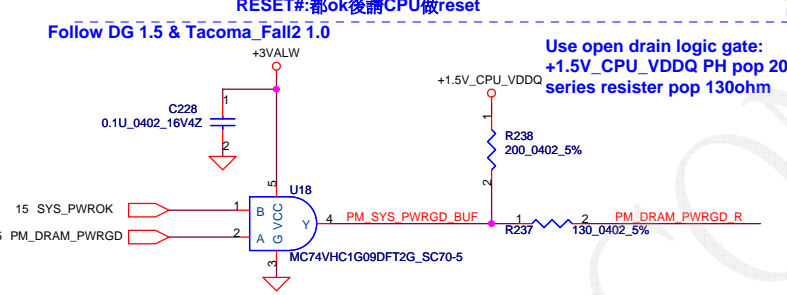 RESET#:都ok後請CPU做reset
Follow DG 1.5 & Tacoma_Fall2 1.0
+3VALW
Use open drain logic gate:
+1.5V_CPU_VDDQ PH pop 20
series resister pop 130ohm
+1.5V_CPU_VDDQ
1
C228
0.1U_0402_16V4Z
2
1
R238
200_0402_5%
2
5
U18
15 SYS_PWROK
1
B
VCC
Y
4
PM_SYS_PWRGD_BUF
1
2
PM_DRAM_PWRGD_R
PM_DRAM_PWRGD
2
A
G
R237
130_0402_5%
3
MC74VHC1G09DFT2G_SC70-5